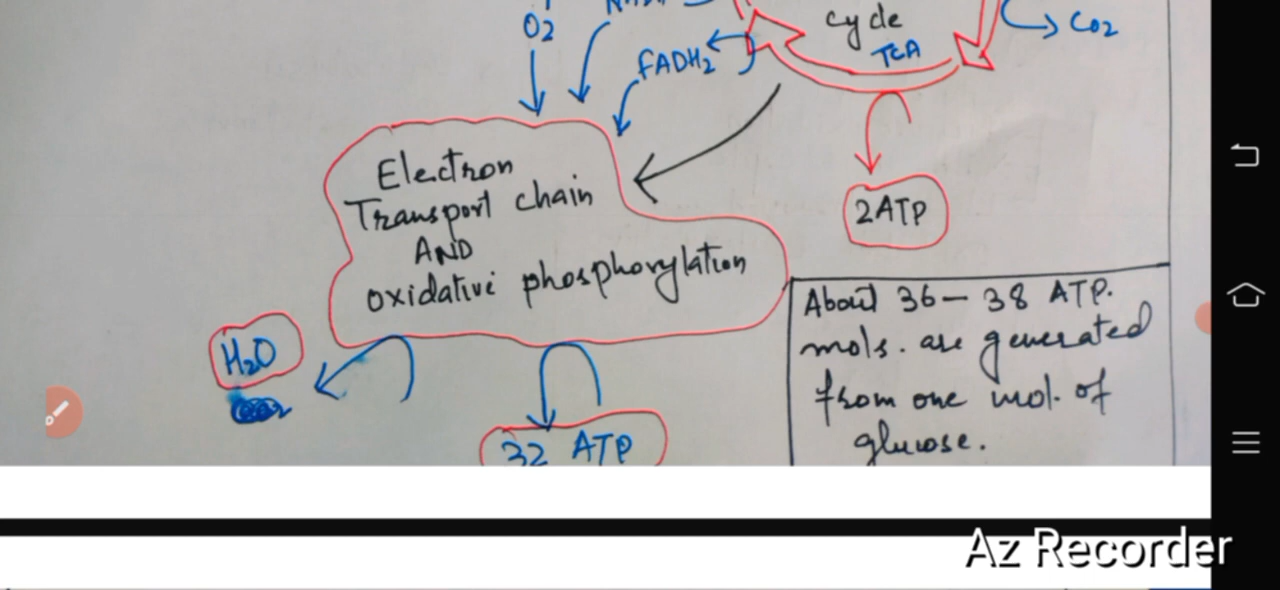 O2
cycle
TCA
CO2
FADH2
Electron
Transport chain
AND
oxidative phosphorylation
2ATP
H2O
32 ATP
About 36 - 38 ATP.
mols. are generated
from one mol. of
glucose.
Az Recorder